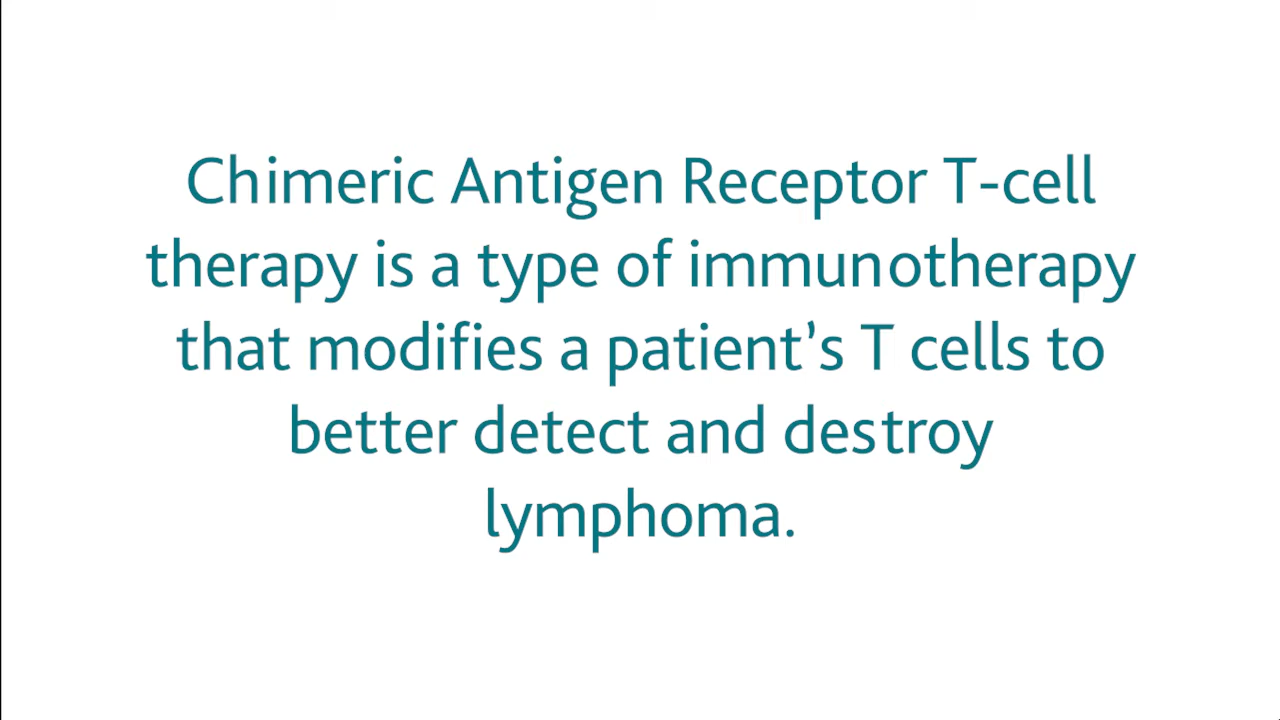 Chimeric Antigen Receptor T-cell
therapy is a type of immunotherapy
that modifies a patient’s T cells to
better detect and destroy
lymphoma.